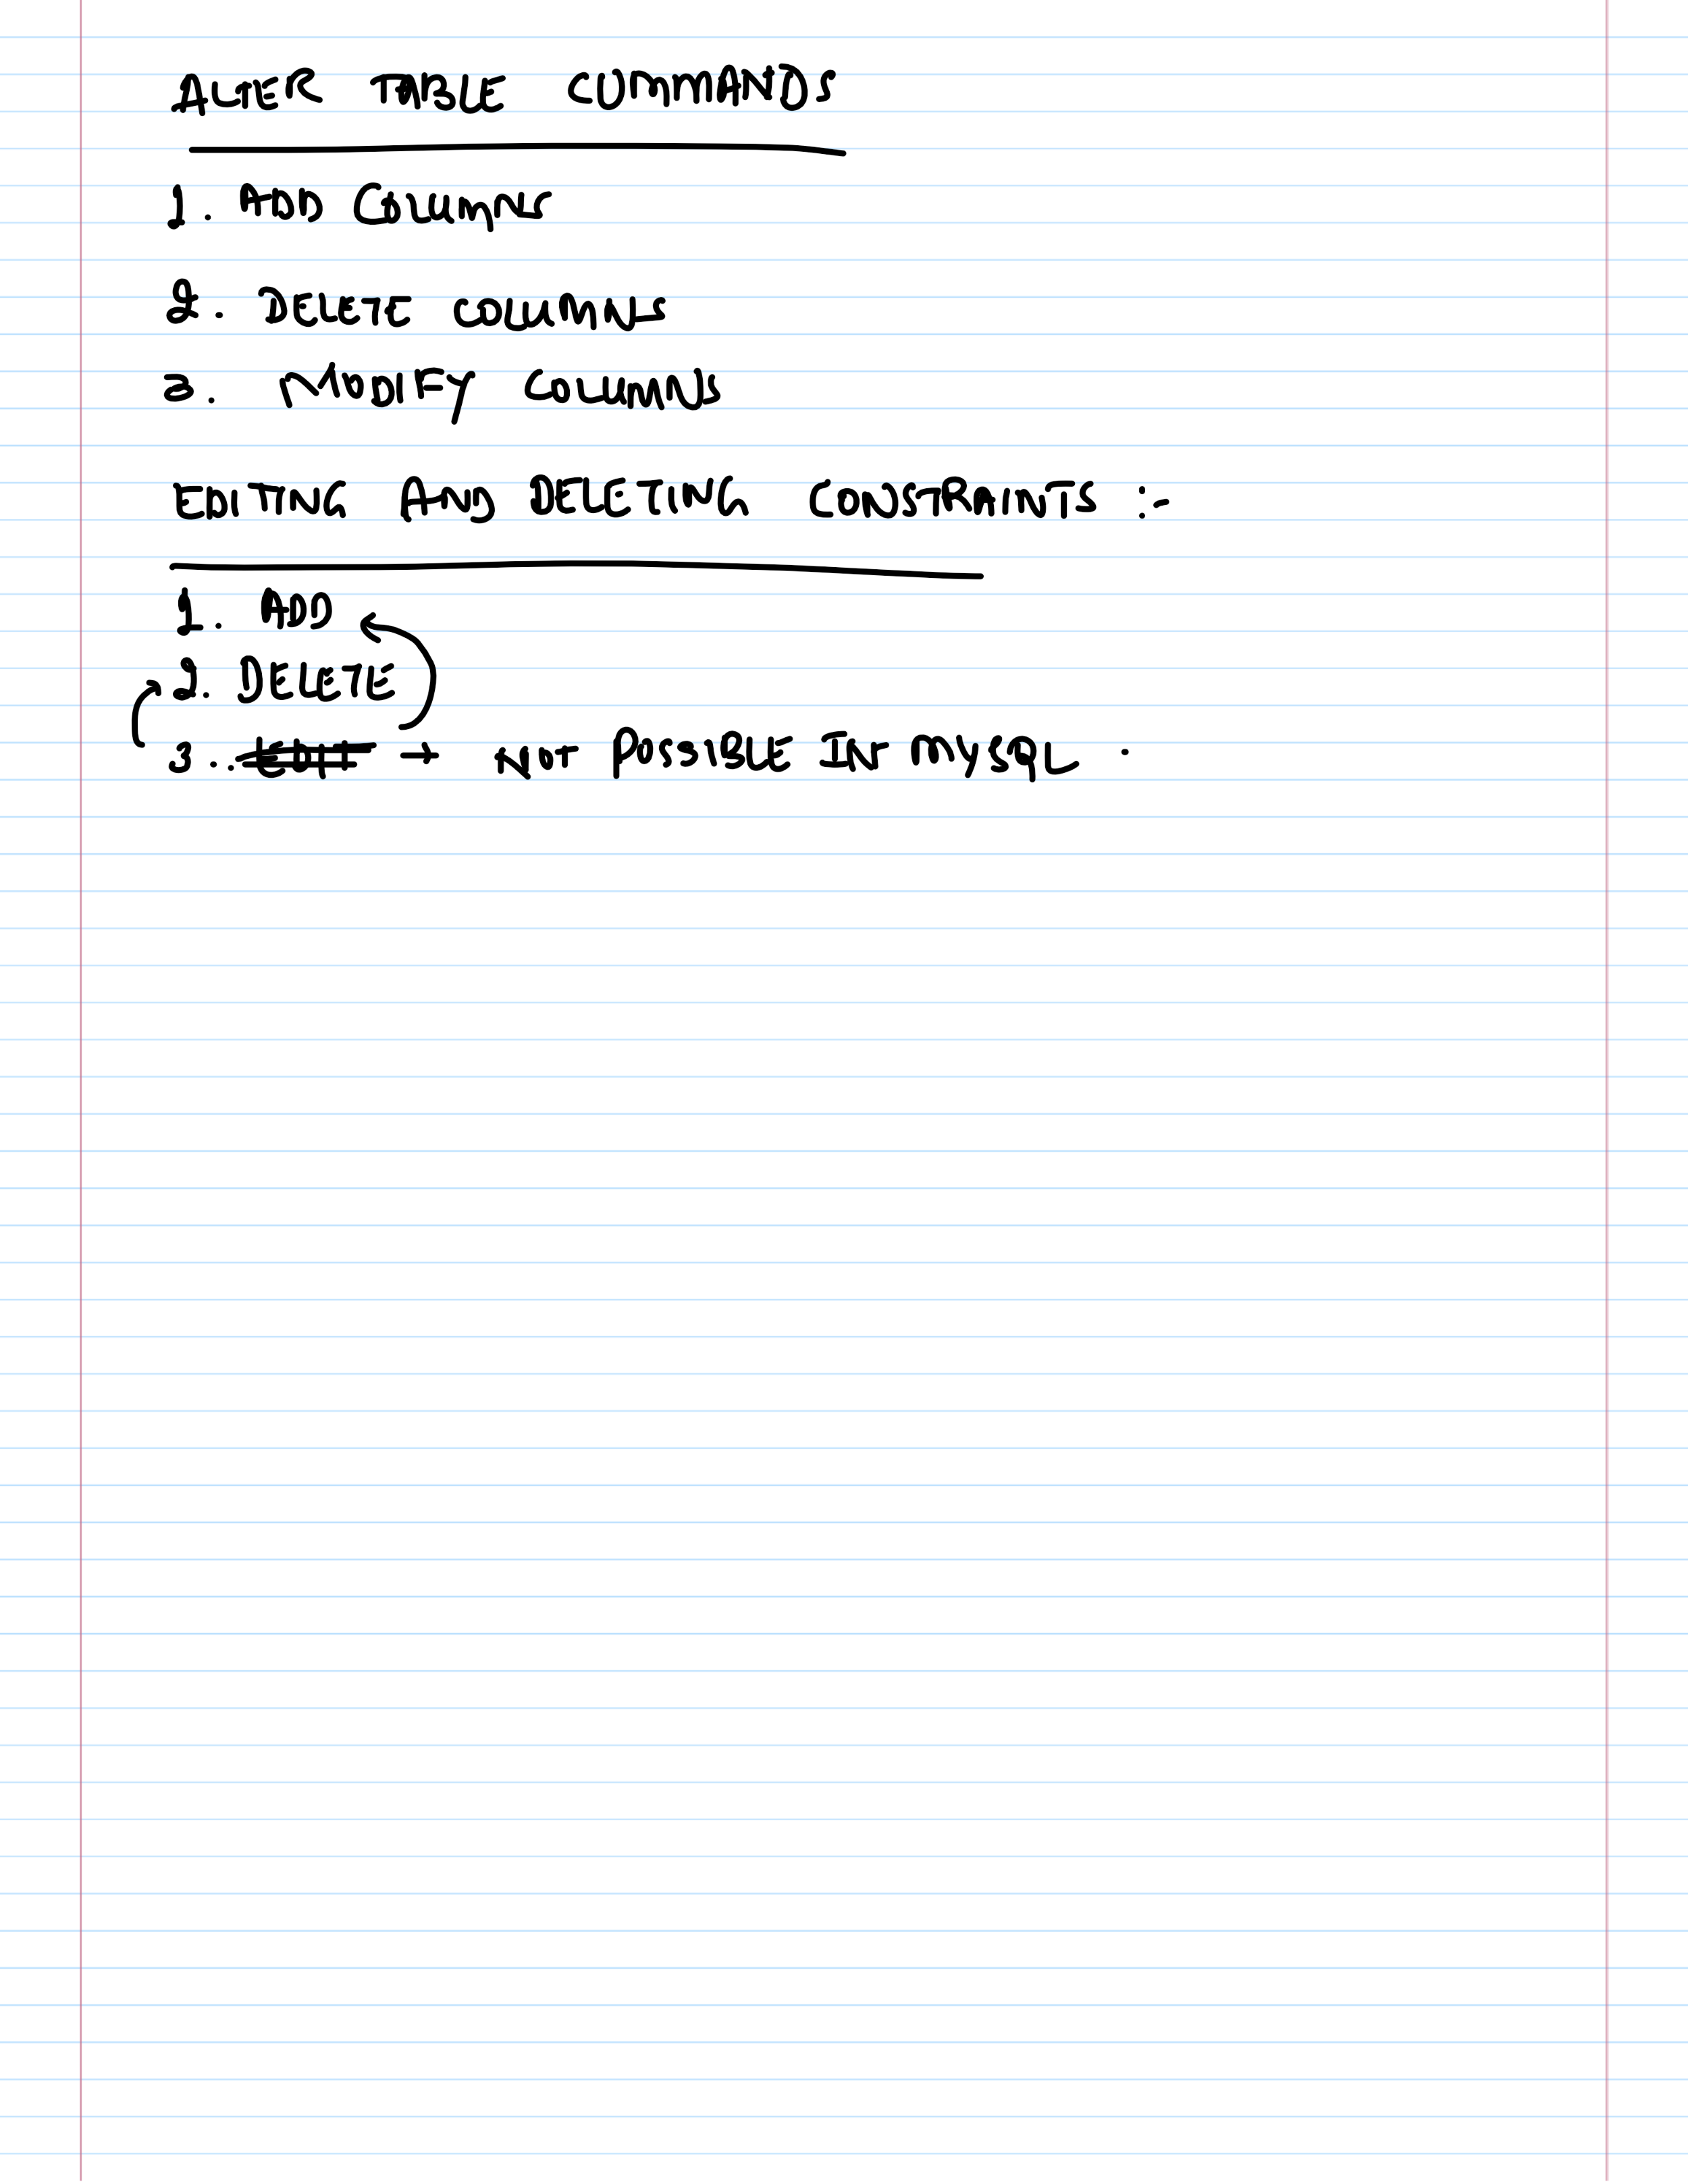 ALTER TABLE COMMANDS
1. ADD COLUMNS
2. DELETE COLUMNS
3. MODIFY COLUMNS
EDITING AND DELETING CONSTRAINTS :-
1. ADD
2. DELETE
3. EDIT → NOT POSSIBLE IN MYSQL .